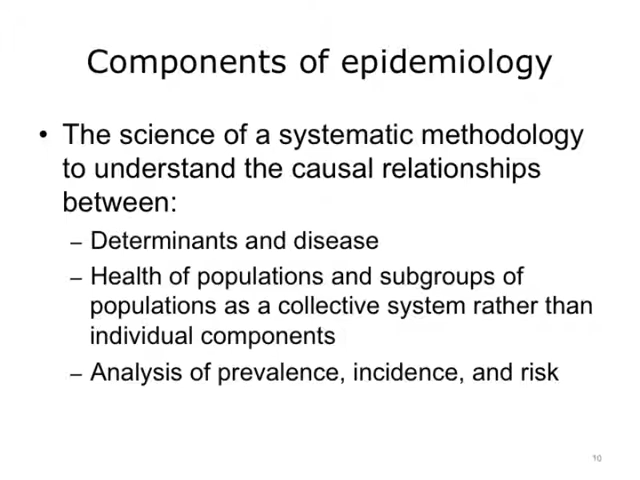 Components of epidemiology
• The science of a systematic methodology
to understand the causal relationships
between:
– Determinants and disease
– Health of populations and subgroups of
populations as a collective system rather than
individual components
– Analysis of prevalence, incidence, and risk
10